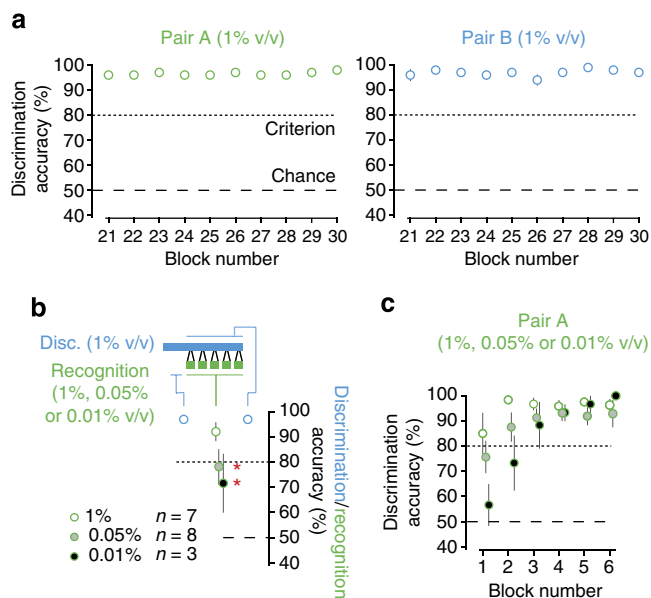 a
Pair A (1% v/v)
Pair B (1% v/v)
Discrimination
accuracy (%)
100
90
80
70
60
50
40
Criterion
Chance
21 22 23 24 25 26 27 28 29 30
Block number
100
90
80
70
60
50
40
21 22 23 24 25 26 27 28 29 30
Block number
b
Disc. (1% v/v)
Recognition
(1%, 0.05%
or 0.01% v/v)
100
90
80
70
60
50
40
* 
*
accuracy (%)
Discrimination/recognition
1% n = 7
0.05% n = 8
0.01% n = 3
c
Pair A
(1%, 0.05% or 0.01% v/v)
Discrimination
accuracy (%)
100
90
80
70
60
50
40
1 2 3 4 5 6
Block number